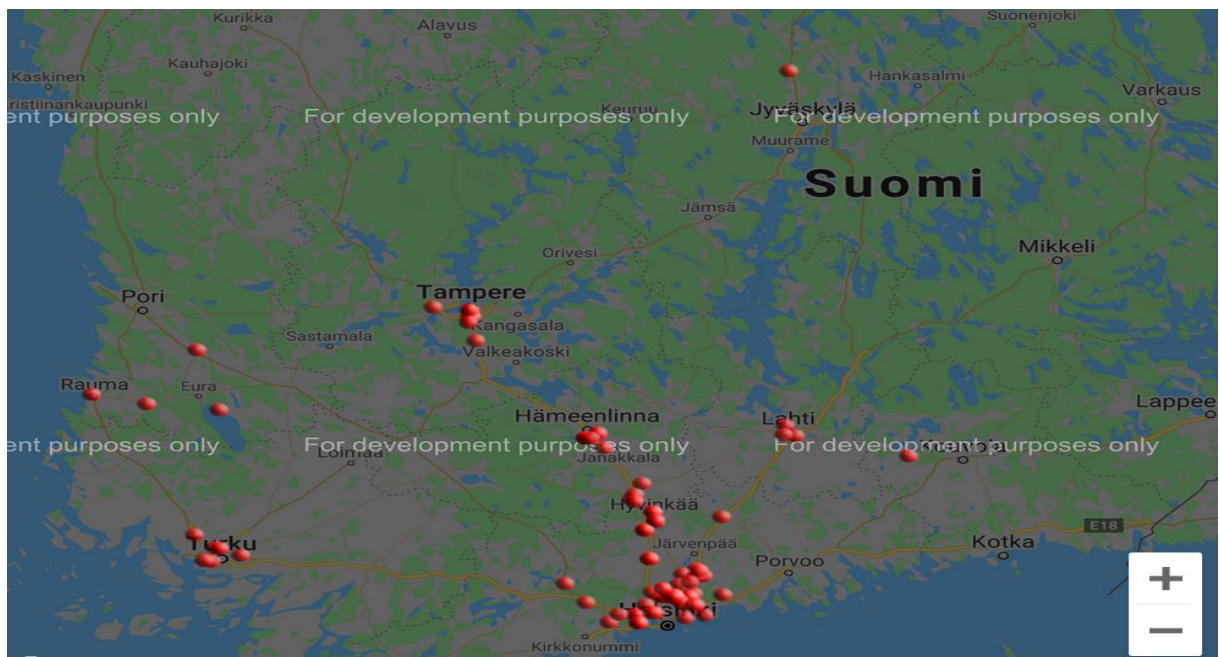 Kurikka
Alavus
Suonenjoki
Kauhajoki
Kaskinen
Hankasalmi
Varkaus
ristiinankaupunki
Keuruu
Jyväskylä
ent purposes only
For development purposes only
For development purposes only
Muurame
Suomi
Jämsä
Mikkeli
Orivesi
Tampere
Pori
Kangasala
Sastamala
Valkeakoski
Rauma
Eura
Hämeenlinna
Lahti
Lappee
ent purposes only
For development purposes only
For development purposes only
Loimaa
Janakkala
Kouvola
Hyvinkää
E18
Turku
Järvenpää
Kotka
Porvoo
Helsinki
Kirkkonummi